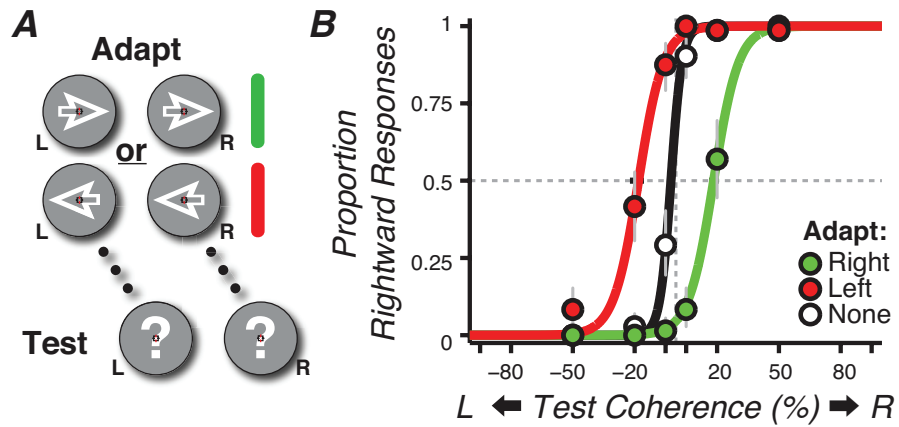 A
Adapt
L
R
or
L
R
Test
?
?
L
R
B
Proportion
Rightward Responses
1
0.75
0.5
0.25
0
Adapt:
Right
Left
None
−80
−50
−20
20
50
80
L Test Coherence (%) R